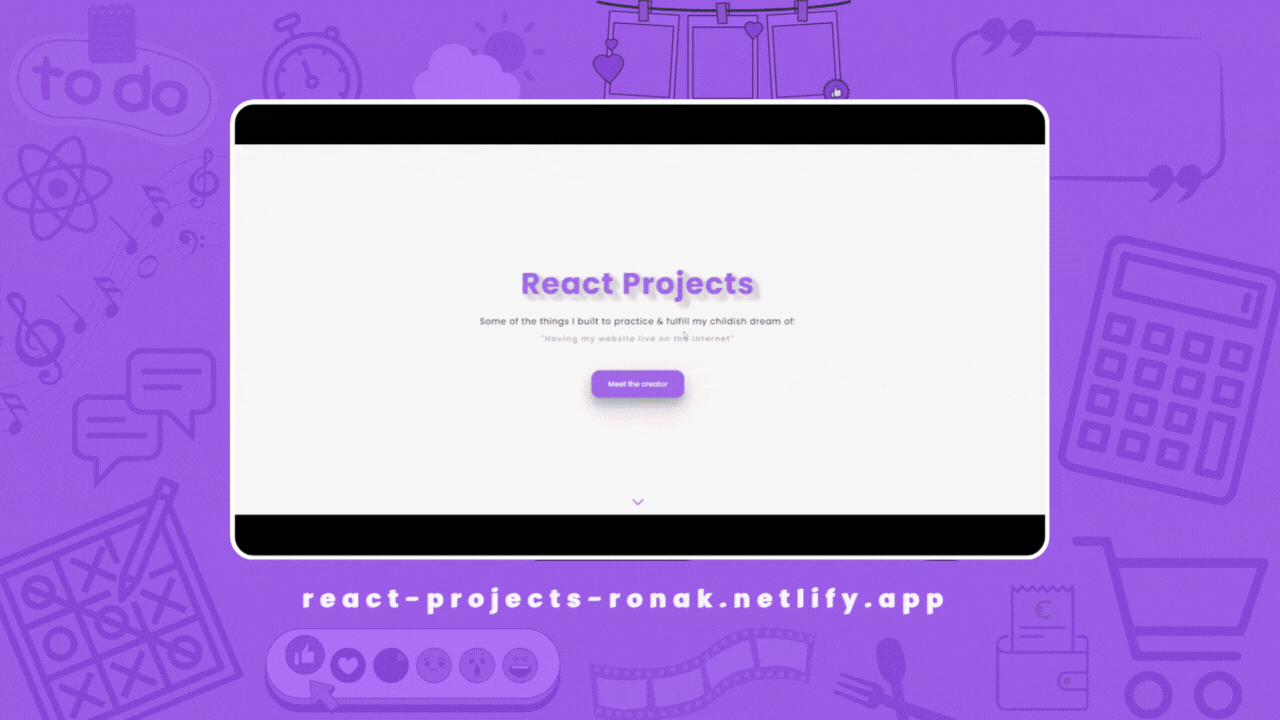 to do
React Projects
Some of the things I built to practice & fulfill my childish dream of:
"Having my website live on the internet"
Meet the creator
react-projects-ronak.netlify.app
€